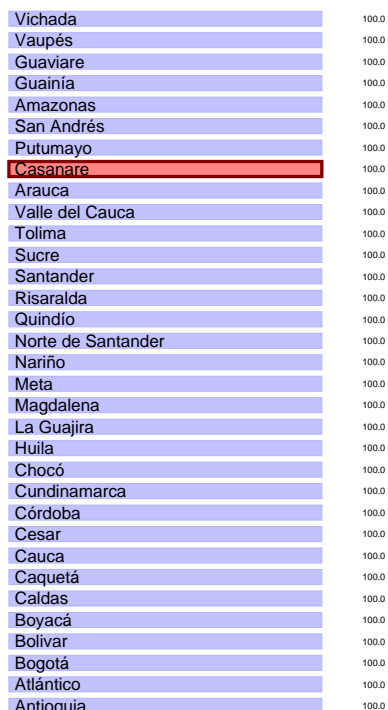 Vichada 100.0
Vaupés 100.0
Guaviare 100.0
Guainía 100.0
Amazonas 100.0
San Andrés 100.0
Putumayo 100.0
Casanare 100.0
Arauca 100.0
Valle del Cauca 100.0
Tolima 100.0
Sucre 100.0
Santander 100.0
Risaralda 100.0
Quindío 100.0
Norte de Santander 100.0
Nariño 100.0
Meta 100.0
Magdalena 100.0
La Guajira 100.0
Huila 100.0
Chocó 100.0
Cundinamarca 100.0
Córdoba 100.0
Cesar 100.0
Cauca 100.0
Caquetá 100.0
Caldas 100.0
Boyacá 100.0
Bolivar 100.0
Bogotá 100.0
Atlántico 100.0
Antioquia 100.0